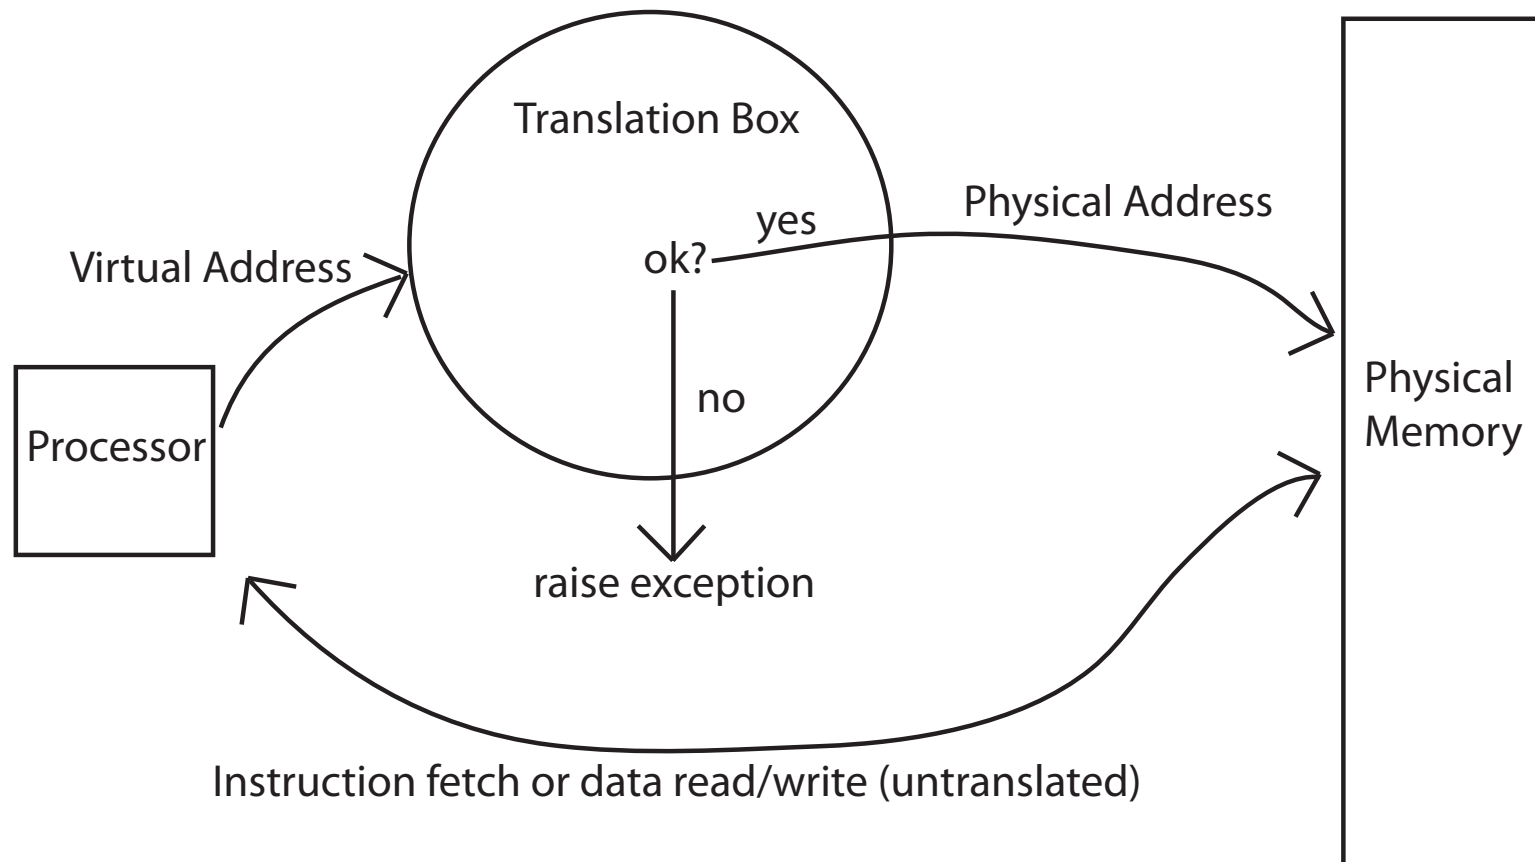 Translation Box
yes
Physical Address
ok?
Virtual Address
Physical
Memory
no
Processor
raise exception
Instruction fetch or data read/write (untranslated)